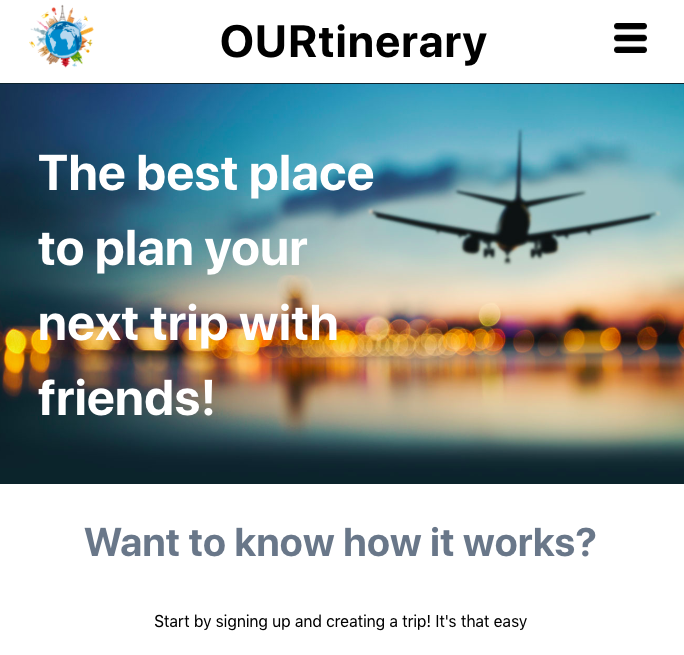 OURtinerary
The best place
to plan your
next trip with
friends!
Want to know how it works?
Start by signing up and creating a trip! It's that easy